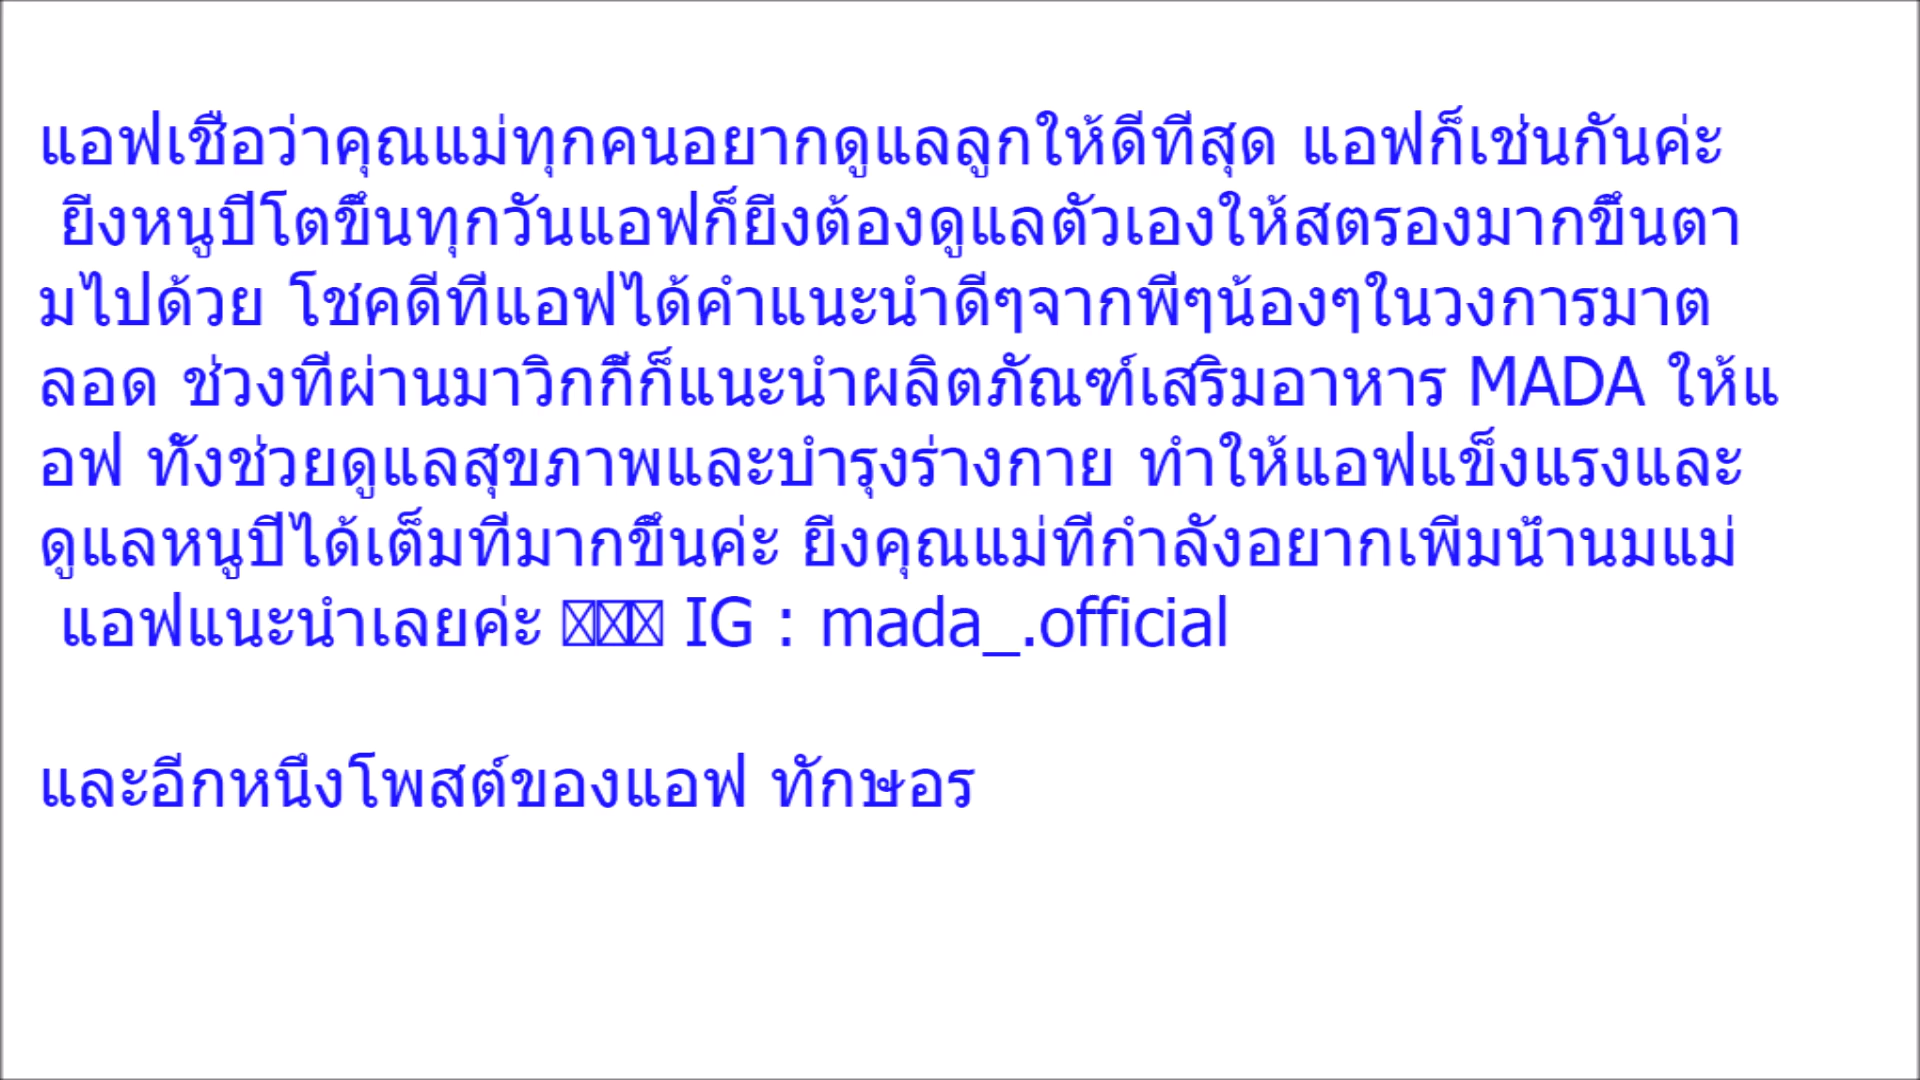 แอฟเชื่อว่าคุณแม่ทุกคนอยากดูแลลูกให้ดีที่สุด แอฟก็เช่นกันค่ะ
ยิ่งหนูปีโตขึ้นทุกวันแอฟก็ยิ่งต้องดูแลตัวเองให้สตรองมากขึ้นตา
มไปด้วย โชคดีที่แอฟได้คำแนะนำดีๆจากพี่ๆน้องๆในวงการมาต
ลอด ช่วงที่ผ่านมาวิกกี้ก็แนะนำผลิตภัณฑ์เสริมอาหาร MADA ให้แ
อฟ ทั้งช่วยดูแลสุขภาพและบำรุงร่างกาย ทำให้แอฟแข็งแรงและ
ดูแลหนูปีได้เต็มที่มากขึ้นค่ะ ยิ่งคุณแม่ที่กำลังอยากเพิ่มน้ำนมแม่
แอฟแนะนำเลยค่ะ IG : mada_.official
และอีกหนึ่งโพสต์ของแอฟ ทักษอร